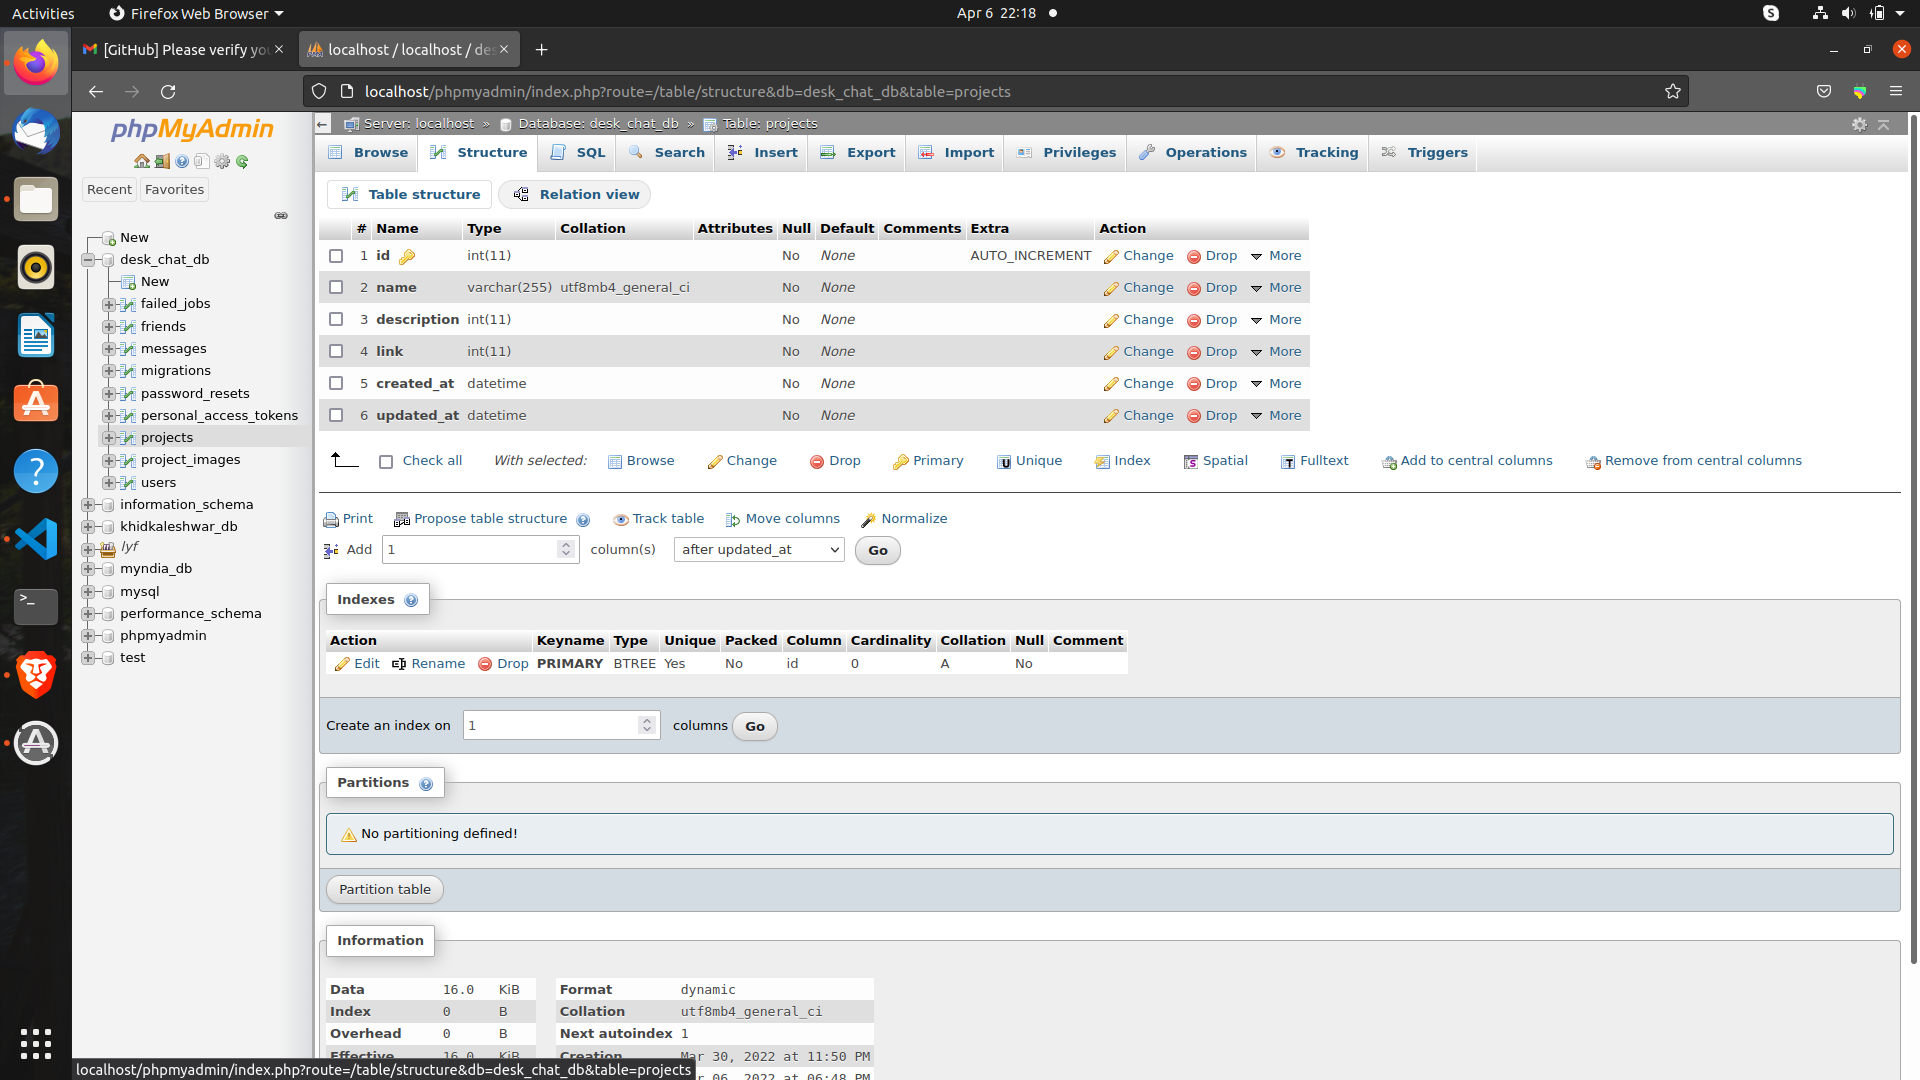 Activities
Firefox Web Browser
Apr 6 22:18
[GitHub] Please verify yo
localhost / localhost / des
localhost/phpmyadmin/index.php?route=/table/structure&db=desk_chat_db&table=projects
phpMyAdmin
Recent
Favorites
New
desk_chat_db
New
failed_jobs
friends
messages
migrations
password_resets
personal_access_tokens
projects
project_images
users
information_schema
khidkaleshwar_db
lyf
myndia_db
mysql
performance_schema
phpmyadmin
test
Server: localhost » Database: desk_chat_db » Table: projects
Browse Structure SQL Search Insert Export Import Privileges Operations Tracking Triggers
Table structure Relation view
# Name Type Collation Attributes Null Default Comments Extra Action
1 id int(11) No None AUTO_INCREMENT Change Drop More
2 name varchar(255) utf8mb4_general_ci No None Change Drop More
3 description int(11) No None Change Drop More
4 link int(11) No None Change Drop More
5 created_at datetime No None Change Drop More
6 updated_at datetime No None Change Drop More
Check all With selected: Browse Change Drop Primary Unique Index Spatial Fulltext Add to central columns Remove from central columns
Print Propose table structure Track table Move columns Normalize
Add 1 column(s) after updated_at Go
Indexes
Action Keyname Type Unique Packed Column Cardinality Collation Null Comment
Edit Rename Drop PRIMARY BTREE Yes No id 0 A No
Create an index on 1 columns Go
Partitions
No partitioning defined!
Partition table
Information
Data 16.0 KiB
Index 0 B
Overhead 0 B
Effective 16.0 KiB
Format dynamic
Collation utf8mb4_general_ci
Next autoindex 1
Creation Mar 30, 2022 at 11:50 PM
06, 2022 at 06:48 PM
localhost/phpmyadmin/index.php?route=/table/structure&db=desk_chat_db&table=projects